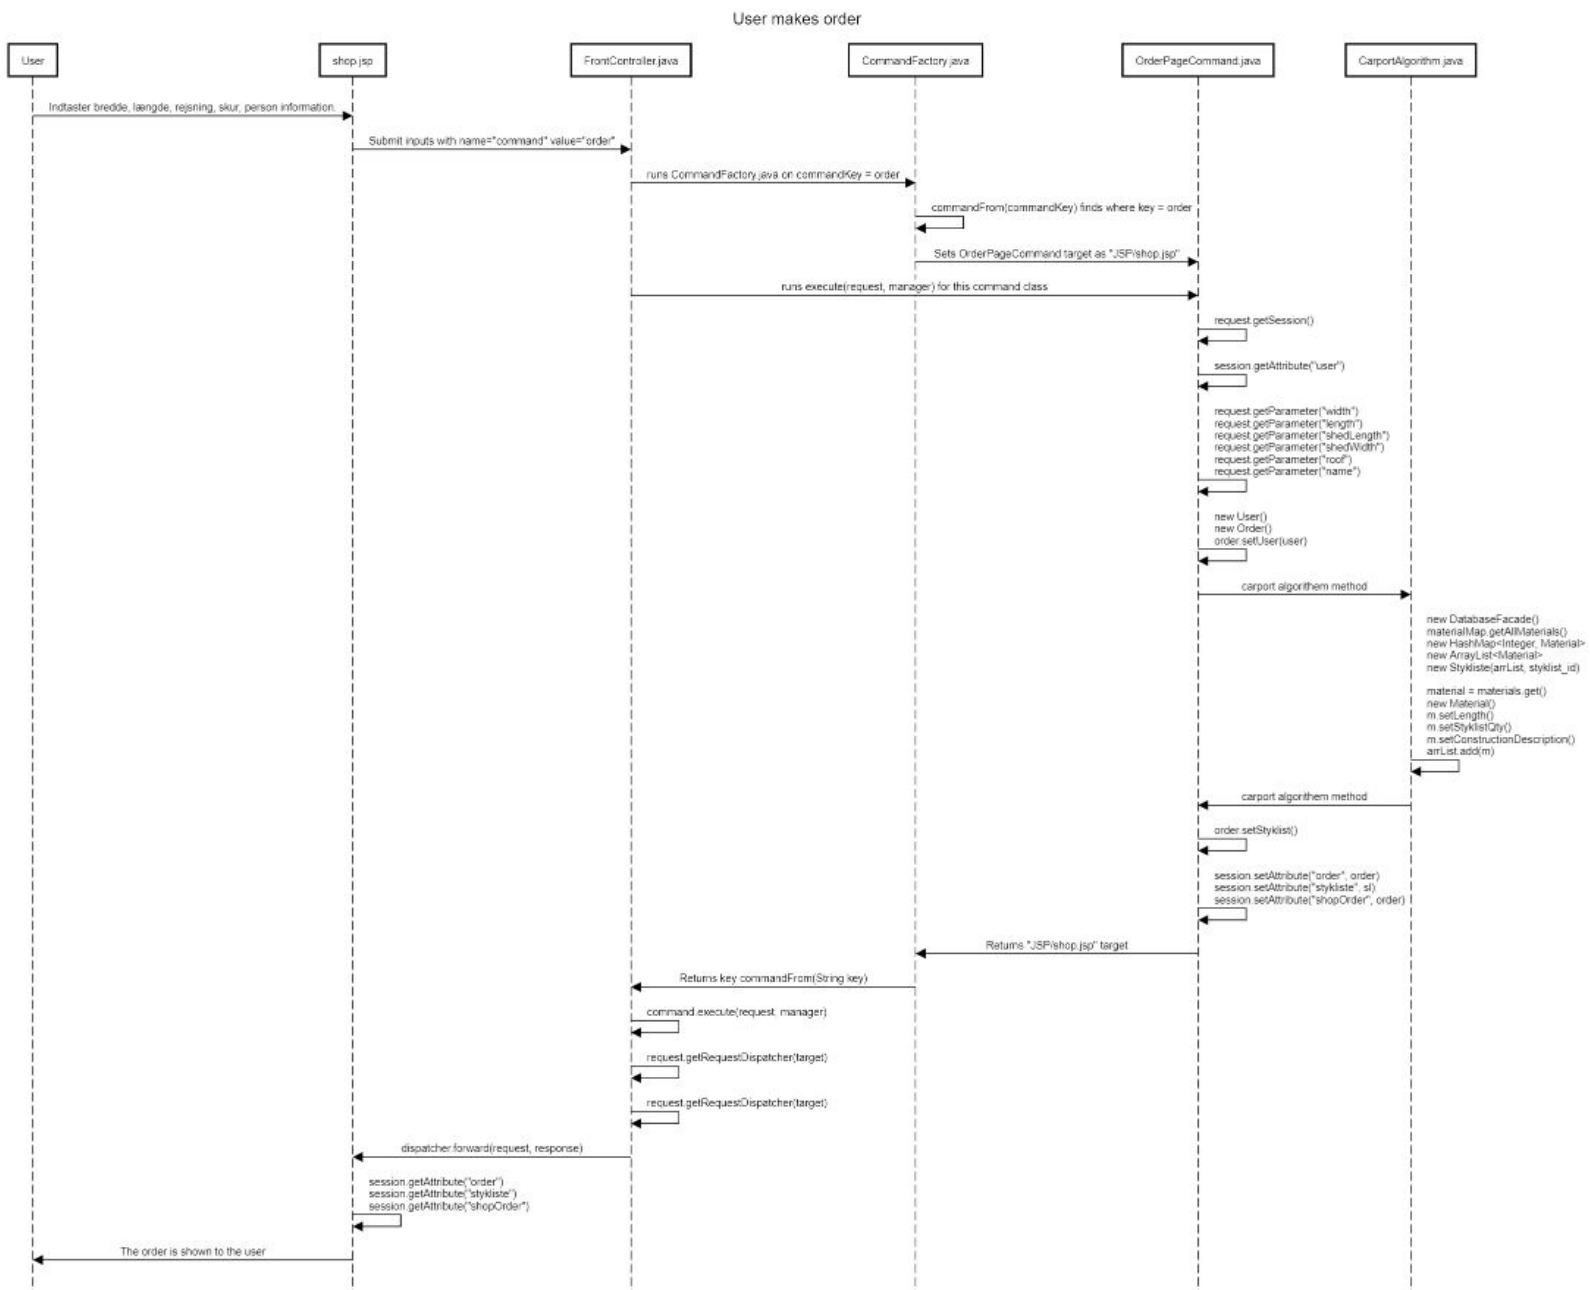 User makes order
User
shop.jsp
FrontController.java
CommandFactory.java
OrderPageCommand.java
CarportAlgorithm.java
Indtaster bredde, længde, rejsning, skur, person information.
Submit inputs with name="command" value="order"
runs CommandFactory.java on commandKey = order
commandFrom(commandKey) finds where key = order
Sets OrderPageCommand target as "JSP/shop.jsp"
runs execute(request, manager) for this command class
request.getSession()
session.getAttribute("user")
request.getParameter("width")
request.getParameter("length")
request.getParameter("shedLength")
request.getParameter("shedWidth")
request.getParameter("roof")
request.getParameter("name")
new User()
new Order()
order.setUser(user)
carport algorithem method
new DatabaseFacade()
materialMap.getAllMaterials()
new HashMap<Integer, Material>
new ArrayList<Material>
new Stykliste(arrList, styklist_id)
material = materials.get()
new Material()
m.setLength()
m.setStyklistQty()
m.setConstructionDescription()
arrList.add(m)
carport algorithem method
order.setStyklist()
session.setAttribute("order", order)
session.setAttribute("stykliste", sl)
session.setAttribute("shopOrder", order)
Returns "JSP/shop.jsp" target
Returns key commandFrom(String key)
command.execute(request, manager)
request.getRequestDispatcher(target)
request.getRequestDispatcher(target)
dispatcher.forward(request, response)
session.getAttribute("order")
session.getAttribute("stykliste")
session.getAttribute("shopOrder")
The order is shown to the user